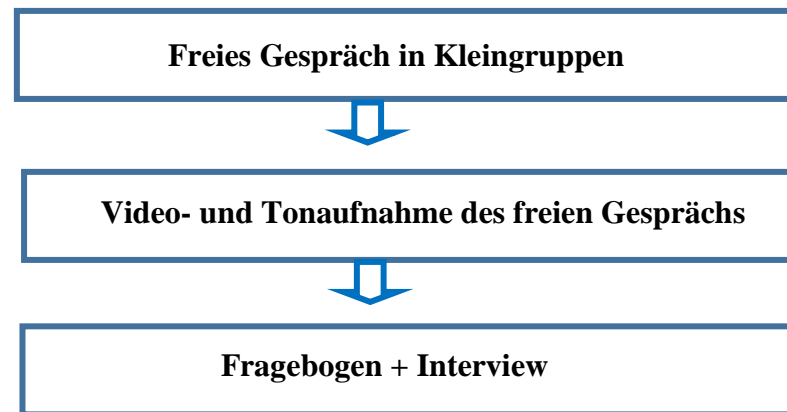 Freies Gespräch in Kleingruppen
Video- und Tonaufnahme des freien Gesprächs
Fragebogen + Interview